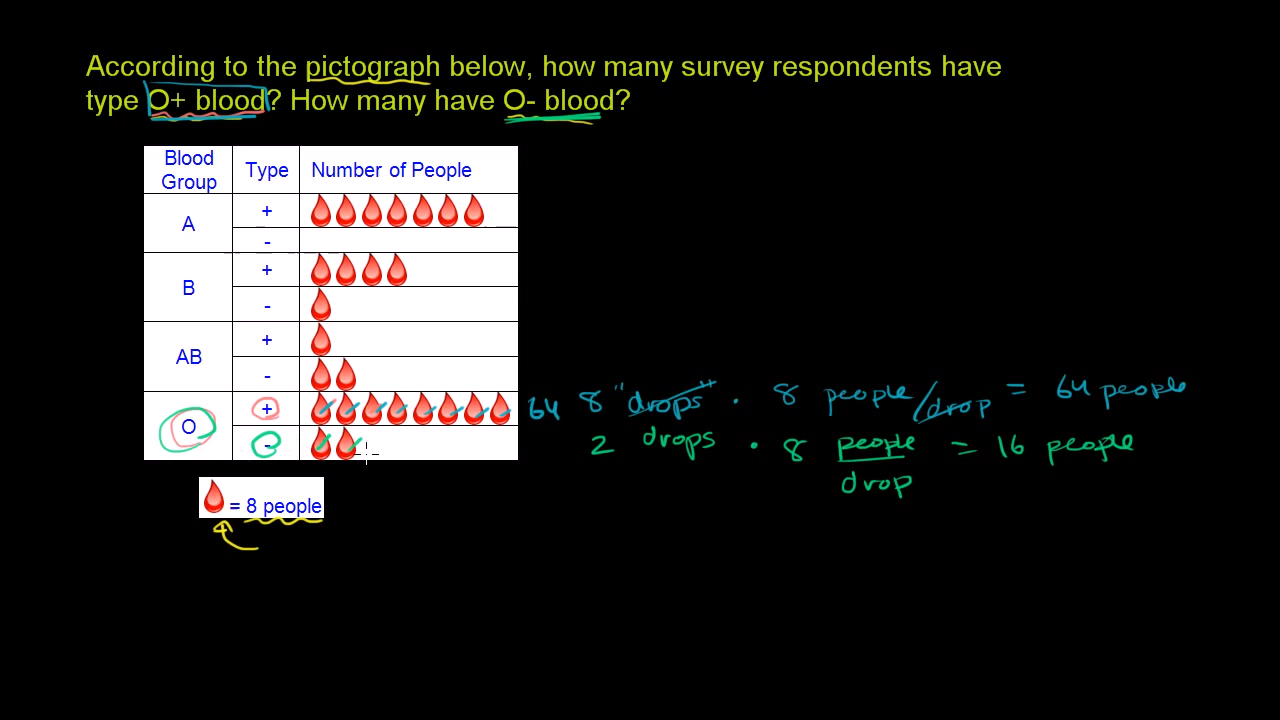 According to the pictograph below, how many survey respondents have
type O+ blood? How many have O- blood?
Blood Group Type Number of People
A +
-
B +
-
AB +
-
O + 64 8 "drops" · 8 people/drop = 64 people
- 2 drops · 8 people/drop = 16 people
= 8 people